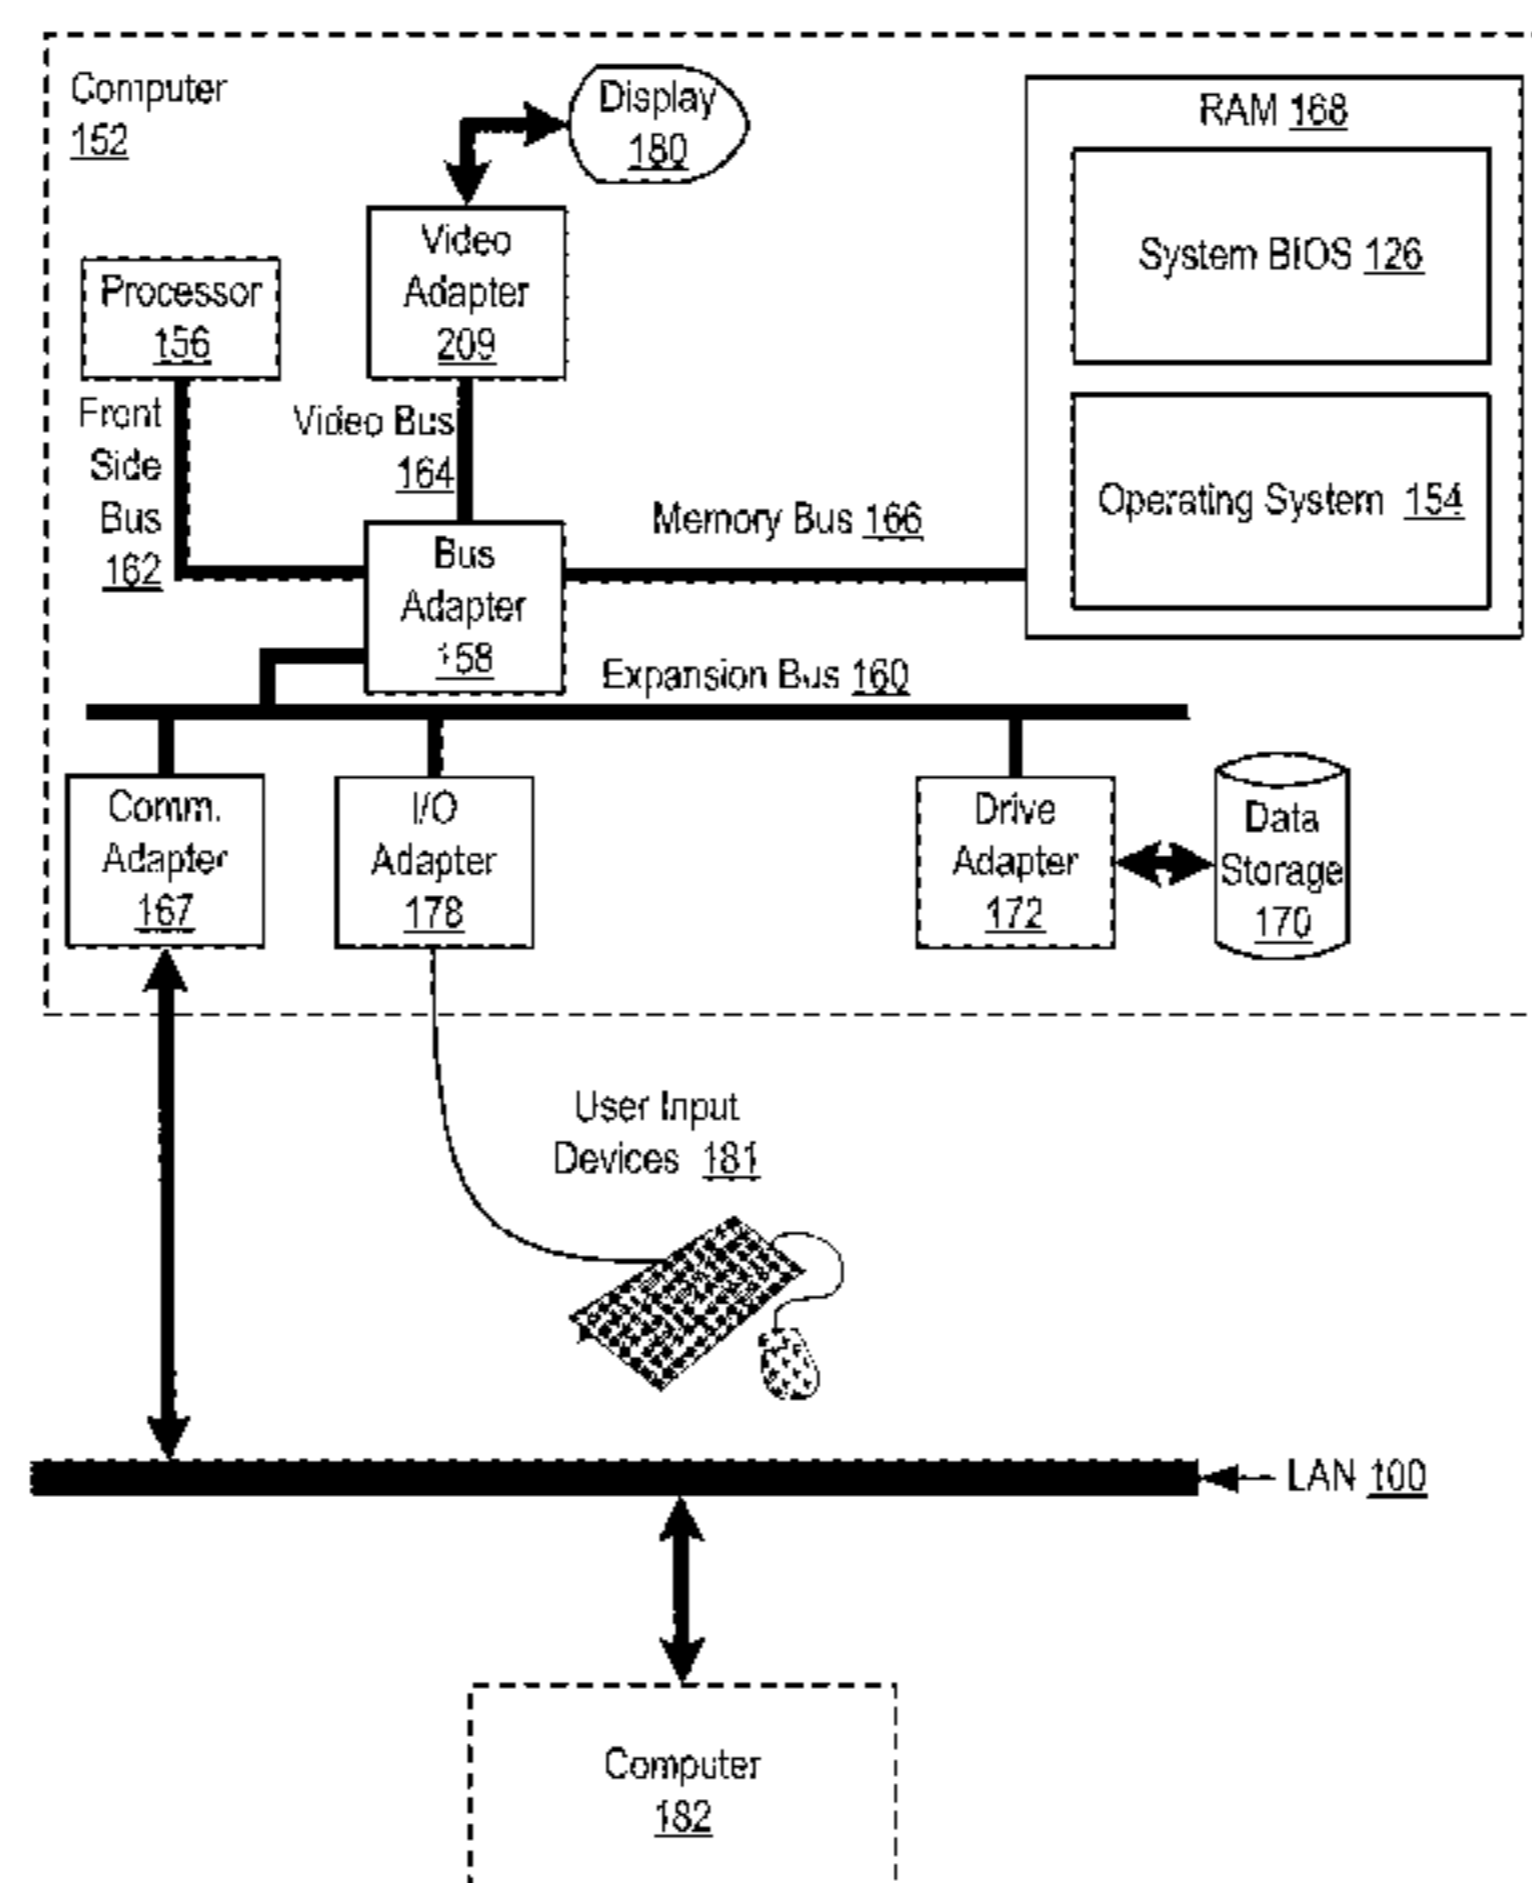 Computer
152
Display
180
RAM 168
System BIOS 126
Video
Adapter
209
Processor
156
Front
Side
Bus
162
Video Bus
164
Operating System 154
Memory Bus 166
Bus
Adapter
158
Expansion Bus 160
Comm.
Adapter
167
I/O
Adapter
178
Drive
Adapter
172
Data
Storage
170
User Input
Devices 181
LAN 100
Computer
182